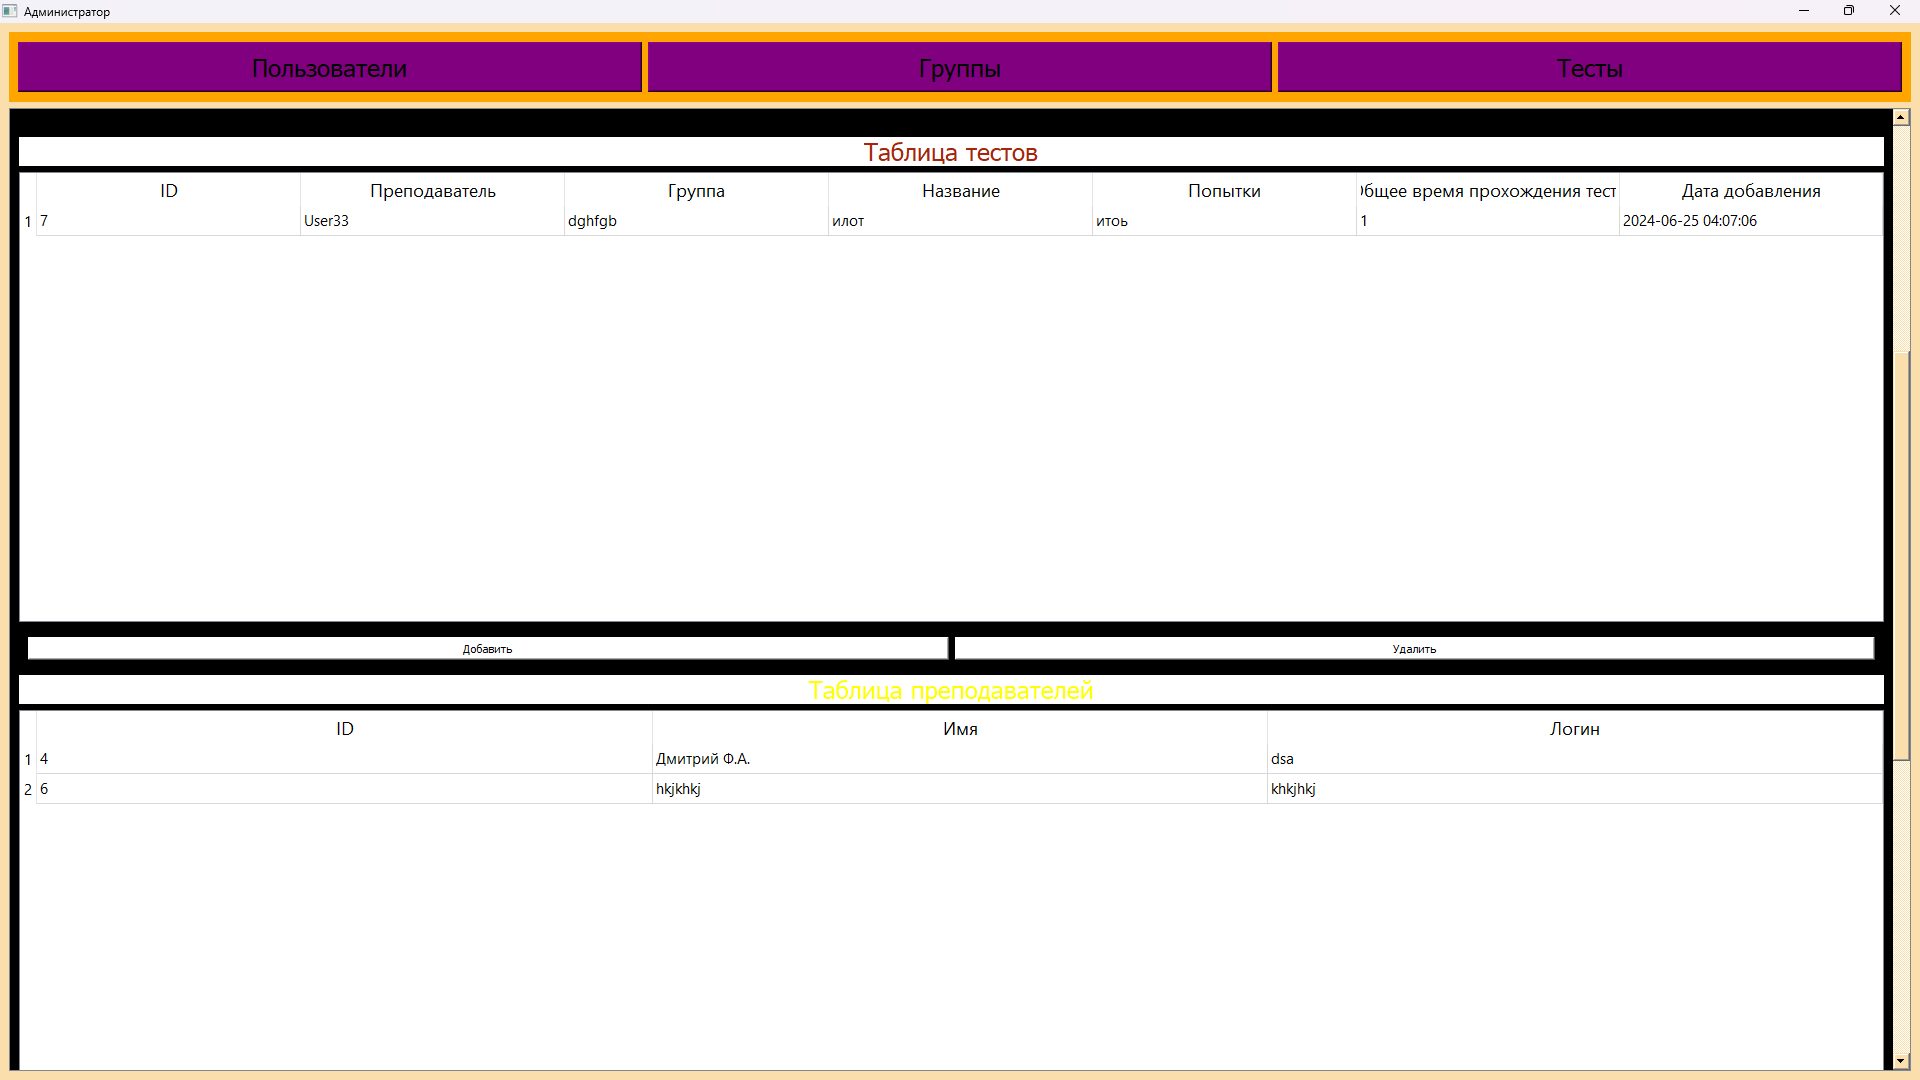 Администратор
Пользователи Группы Тесты
Таблица тестов
ID Преподаватель Группа Название Попытки Общее время прохождения тест Дата добавления
1 7 User33 dghfgb илот итоь 1 2024-06-25 04:07:06
Добавить Удалить
Таблица преподавателей
ID Имя Логин
1 4 Дмитрий Ф.А. dsa
2 6 hkjkhkj khkjhkj